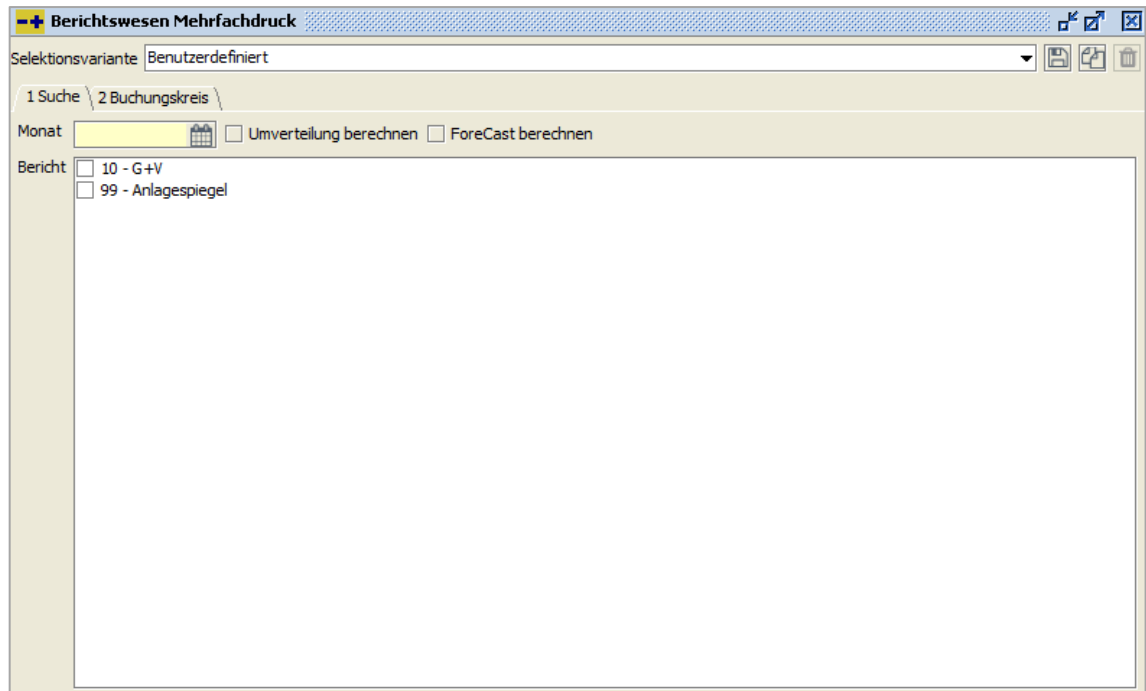 Berichtswesen Mehrfachdruck
Selektionsvariante Benutzerdefiniert
1 Suche 2 Buchungskreis
Monat Umverteilung berechnen ForeCast berechnen
Bericht 10 - G+V
99 - Anlagespiegel